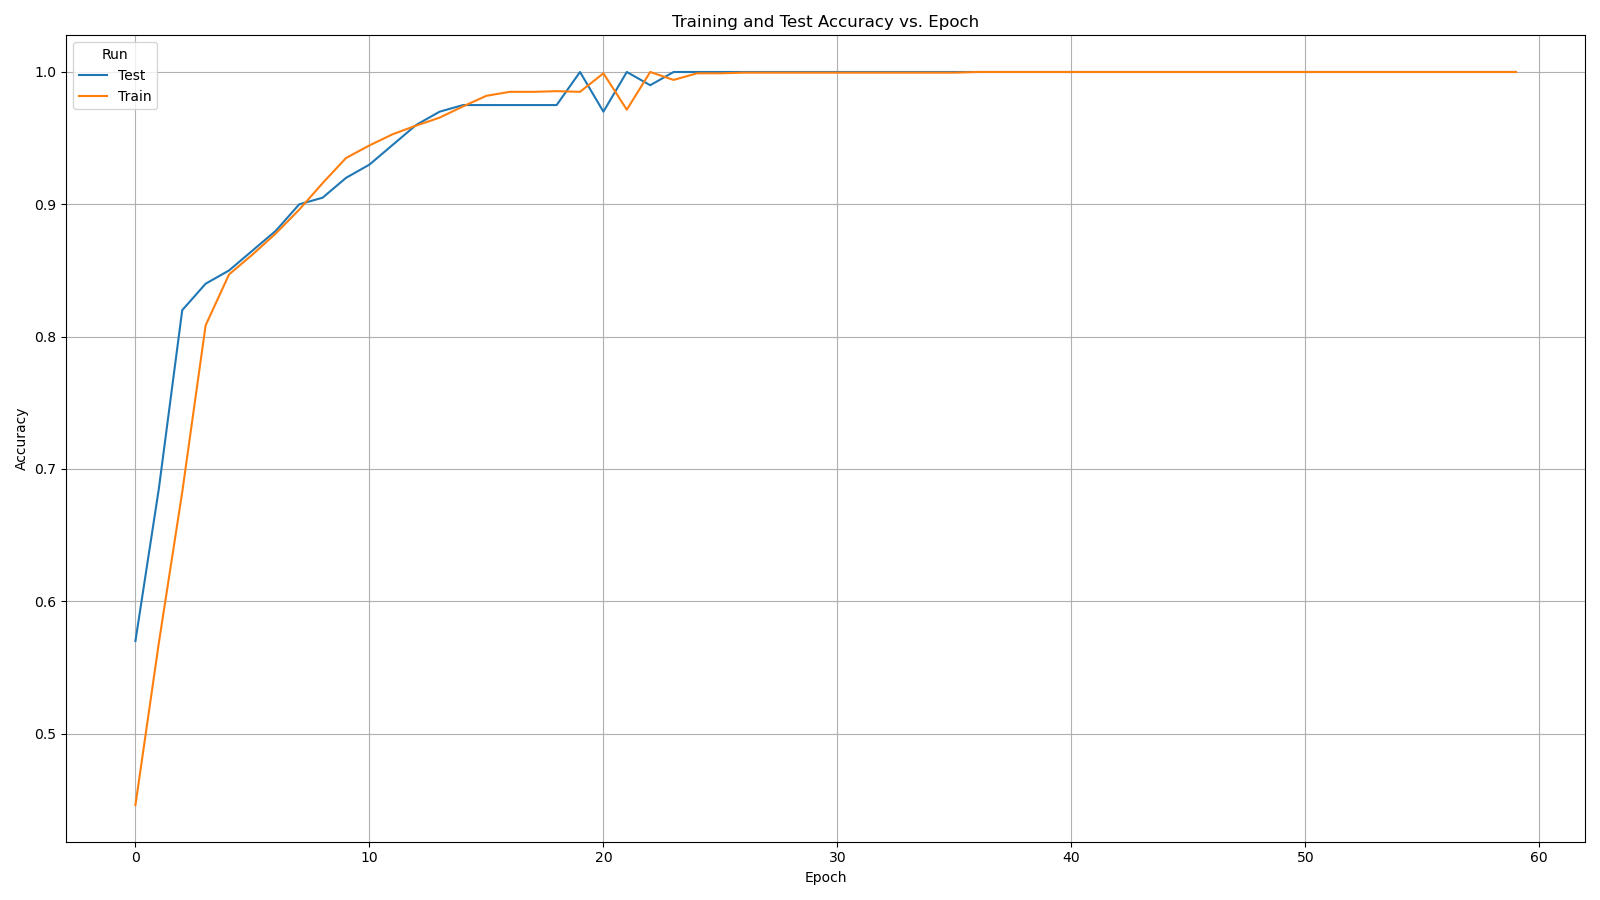 Training and Test Accuracy vs. Epoch
Run
Test
Train
1.0
0.9
0.8
0.7
0.6
0.5
Accuracy
0 10 20 30 40 50 60
Epoch